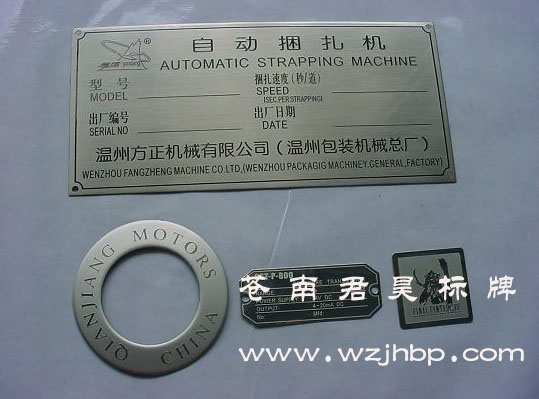 ®
自动捆扎机
AUTOMATIC STRAPPING MACHINE
型号
MODEL
捆扎速度(秒/道)
SPEED
(SEC.PER STRAPPING)
出厂编号
SERIAL NO
出厂日期
DATE
温州方正机械有限公司(温州包装机械总厂)
WENZHOU FANGZHENG MACHINE CO.LTD,(WENZHOU PACKAGIG MACHINEY,GENERAL,FACTORY)
QIANJIANG MOTORS
CHINA
POWER SUPPLY DC
OUTPUT: 4~20mA DC
No:
苍南君昊标牌
www.wzjhbp.com